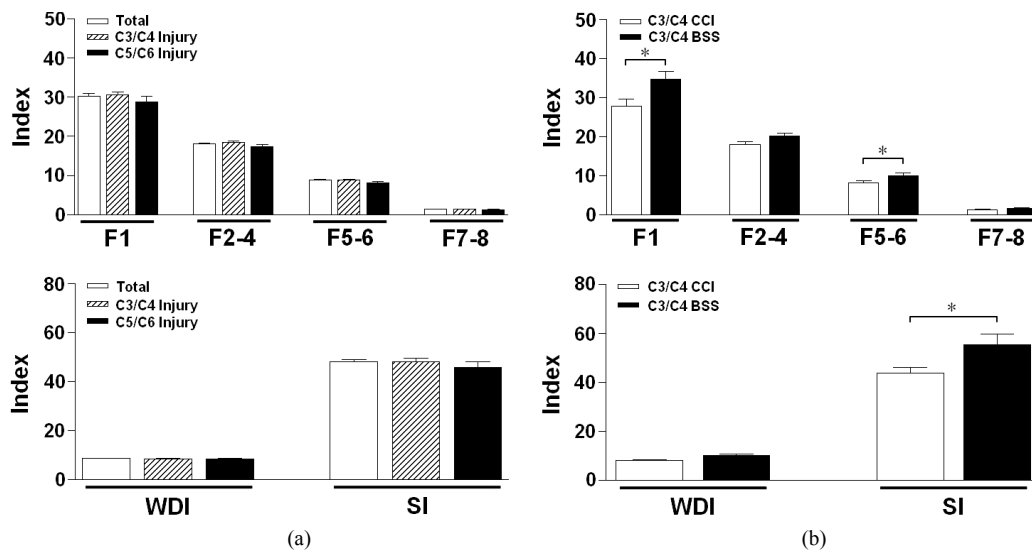 Index
30
40
50
20
10
0
Total
C3/C4 Injury
C5/C6 Injury
F1
F2-4
F5-6
F7-8
Index
50
40
30
20
10
0
C3/C4 CCI
C3/C4 BSS
*
*
F1
F2-4
F5-6
F7-8
Index
80
60
40
20
0
Total
C3/C4 Injury
C5/C6 Injury
WDI
SI
(a)
Index
80
60
40
20
0
C3/C4 CCI
C3/C4 BSS
*
WDI
SI
(b)